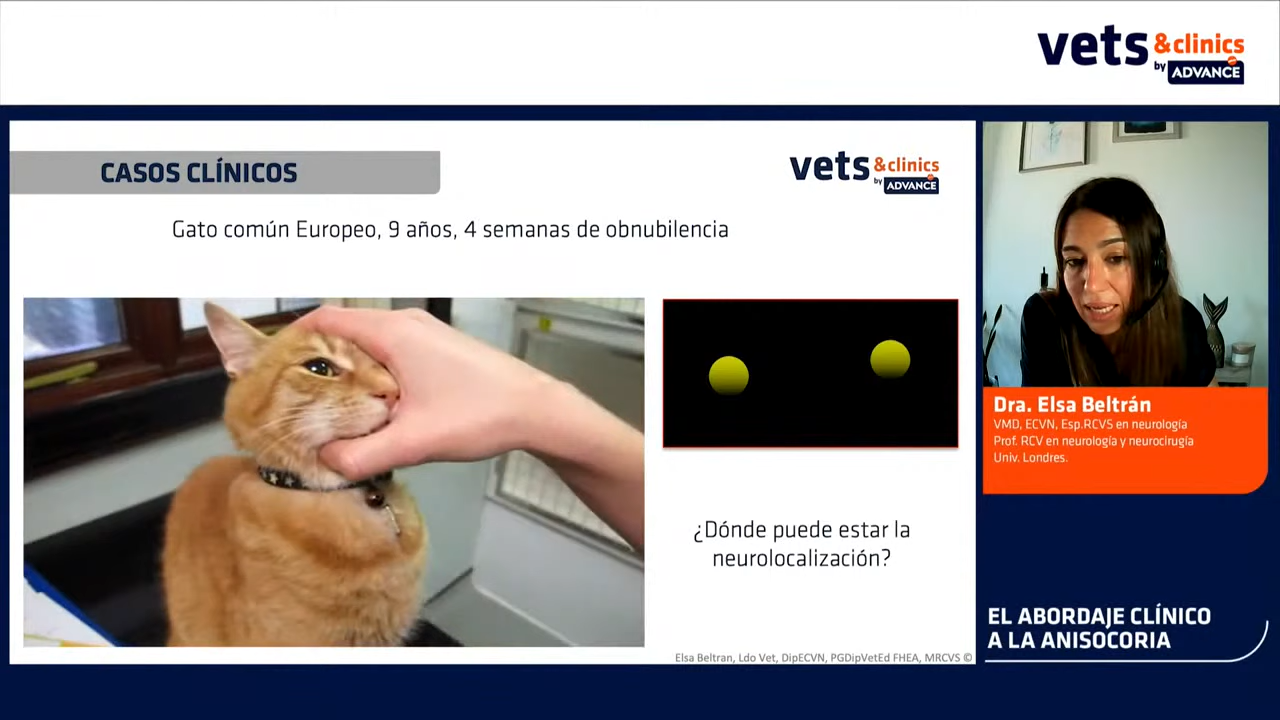 vets &clinics
by ADVANCE
CASOS CLÍNICOS
vets &clinics
by ADVANCE
Gato común Europeo, 9 años, 4 semanas de obnubilencia
¿Dónde puede estar la
neurolocalización?
Elsa Beltran, Ldo Vet, DipECVN, PGDipVetEd FHEA, MRCVS ©
Dra. Elsa Beltrán
VMD, ECVN, Esp.RCVS en neurología
Prof. RCV en neurología y neurocirugía
Univ. Londres.
EL ABORDAJE CLÍNICO
A LA ANISOCORIA